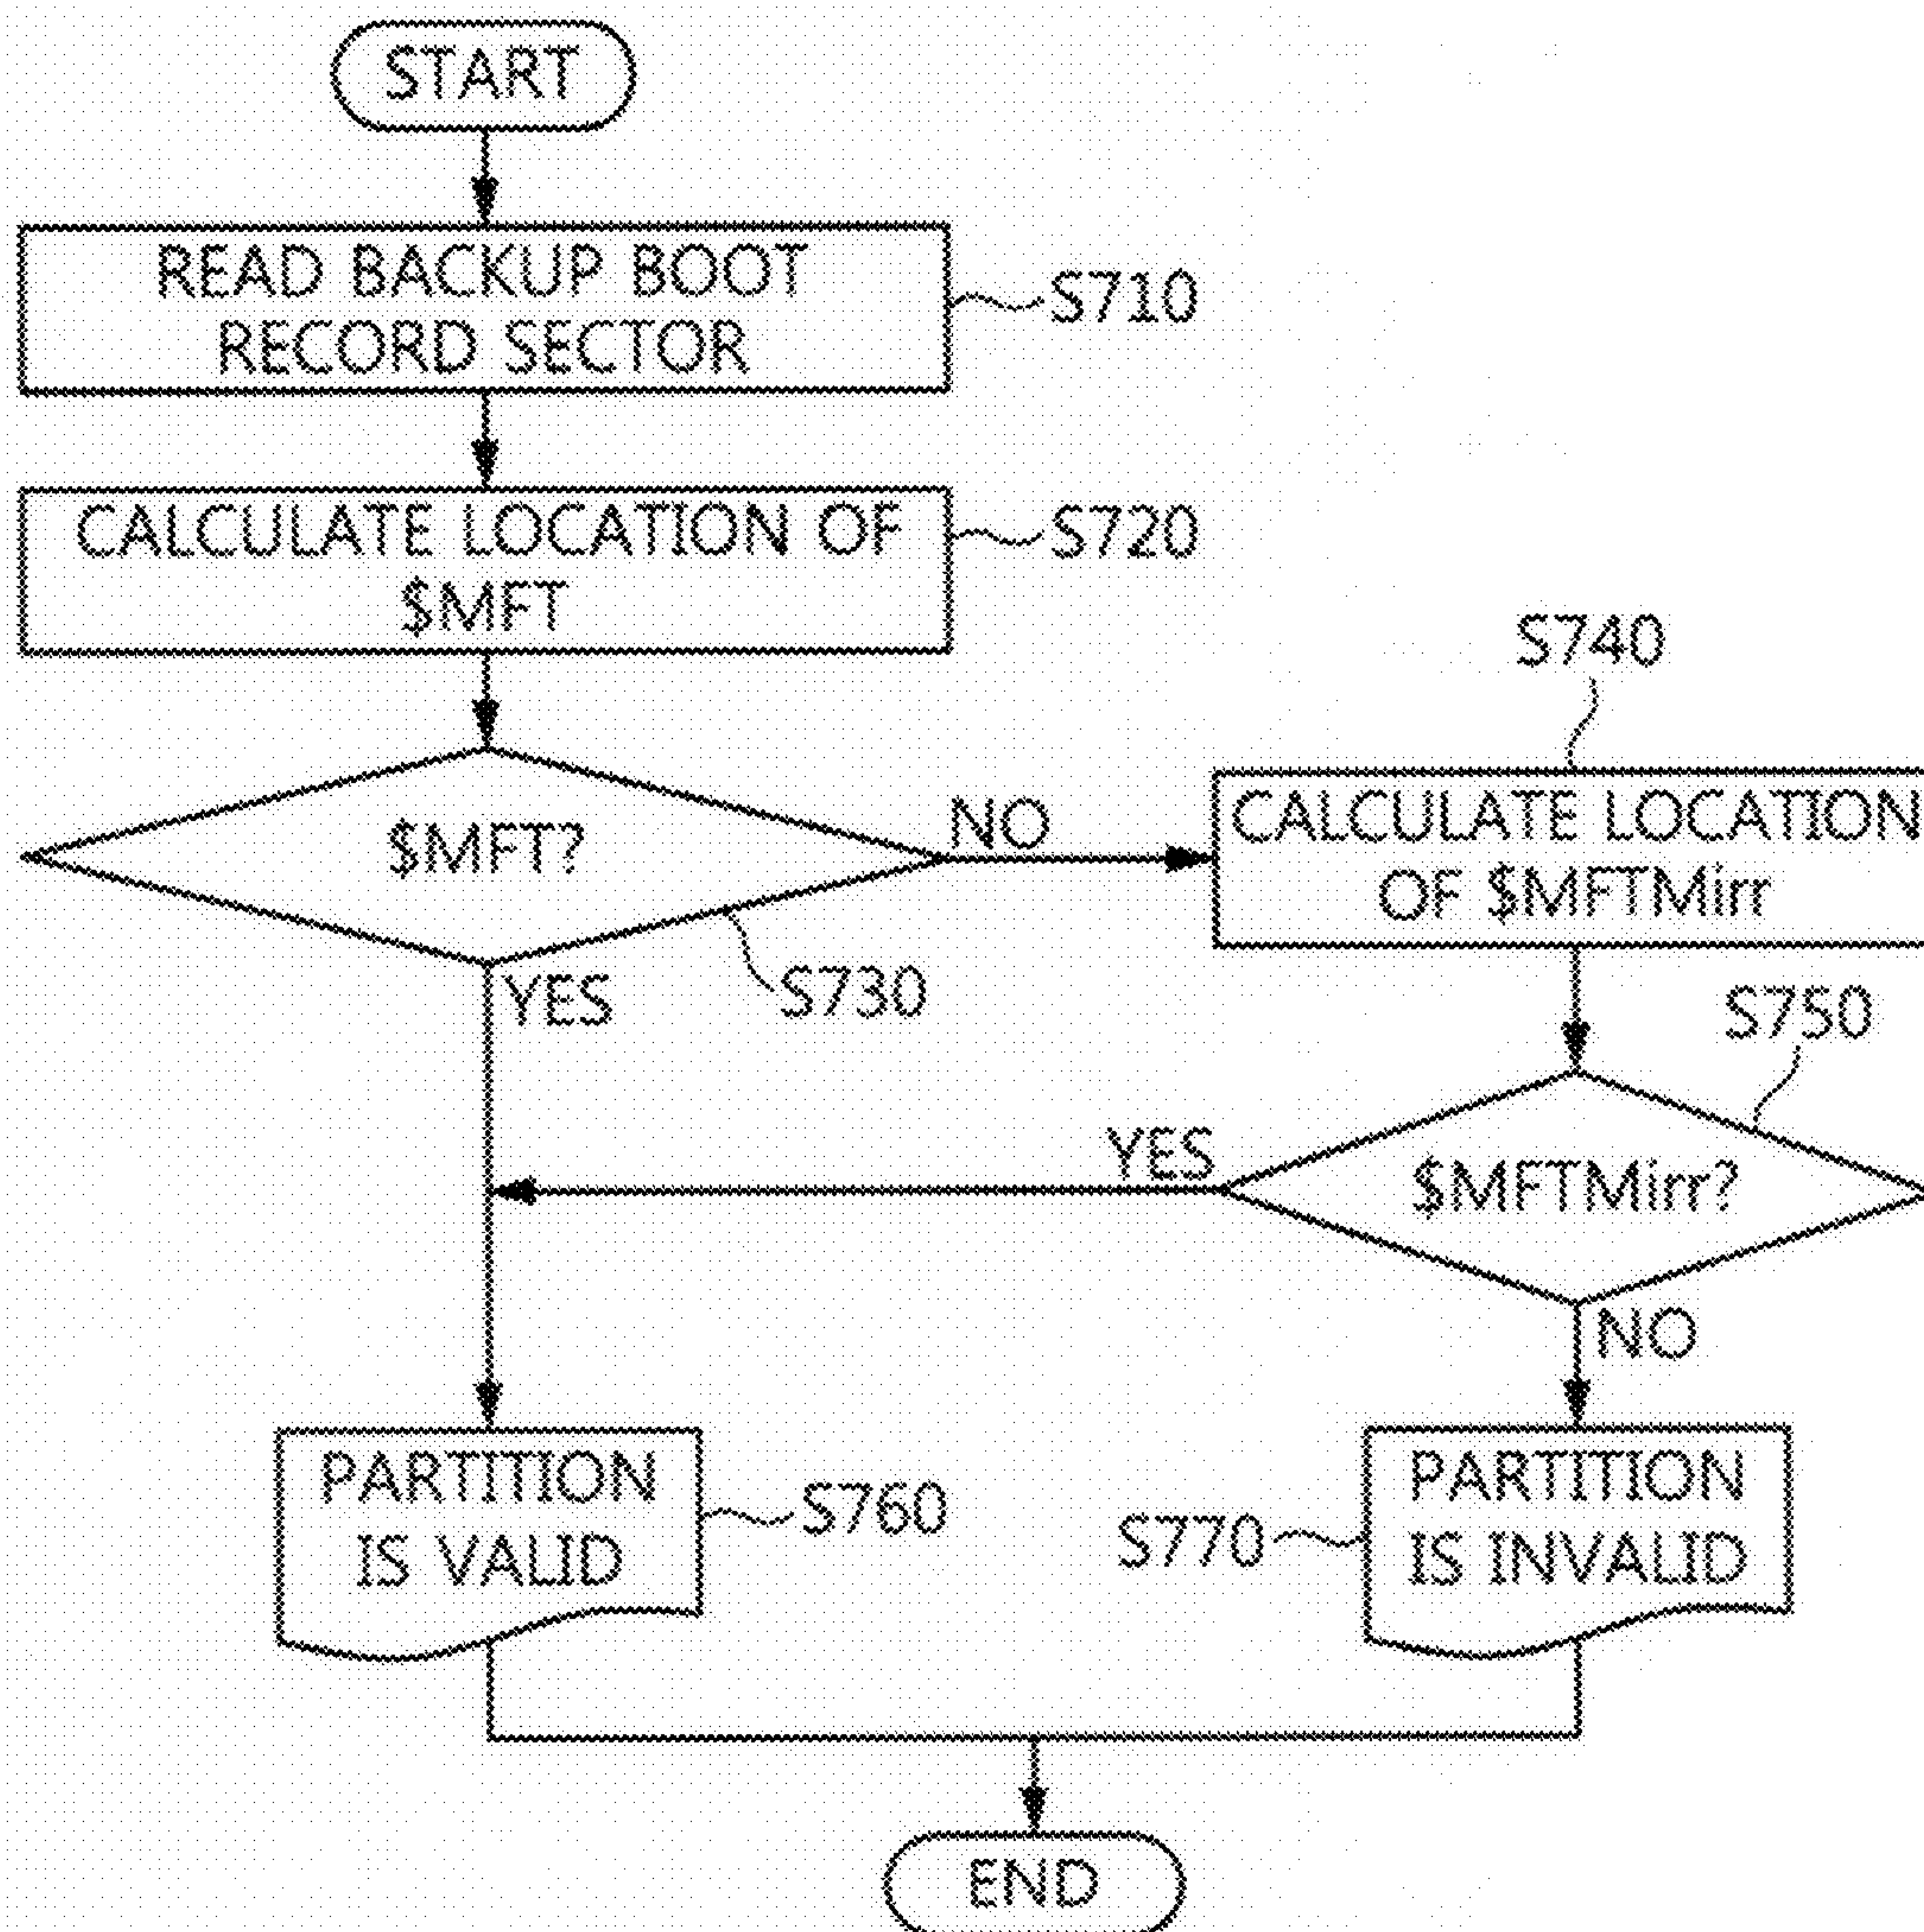 START
READ BACKUP BOOT
RECORD SECTOR
S710
CALCULATE LOCATION OF
$MFT
S720
$MFT?
NO
YES
S730
S740
CALCULATE LOCATION
OF $MFTMirr
S750
$MFTMirr?
YES
NO
PARTITION
IS VALID
S760
S770
PARTITION
IS INVALID
END